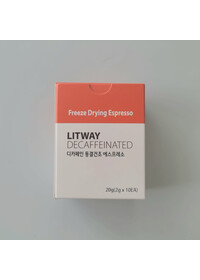 Freeze Drying Espresso
LITWAY
DECAFFEINATED
디카페인 동결건조 에스프레소
20g(2g x 10EA)